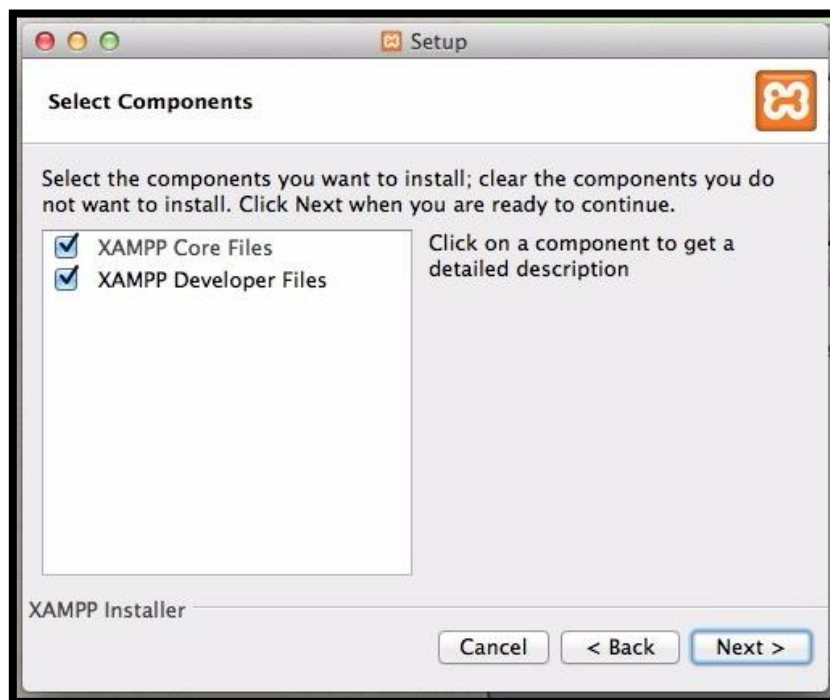 Setup
Select Components
Select the components you want to install; clear the components you do
not want to install. Click Next when you are ready to continue.
XAMPP Core Files
XAMPP Developer Files
Click on a component to get a
detailed description
XAMPP Installer
Cancel
< Back
Next >